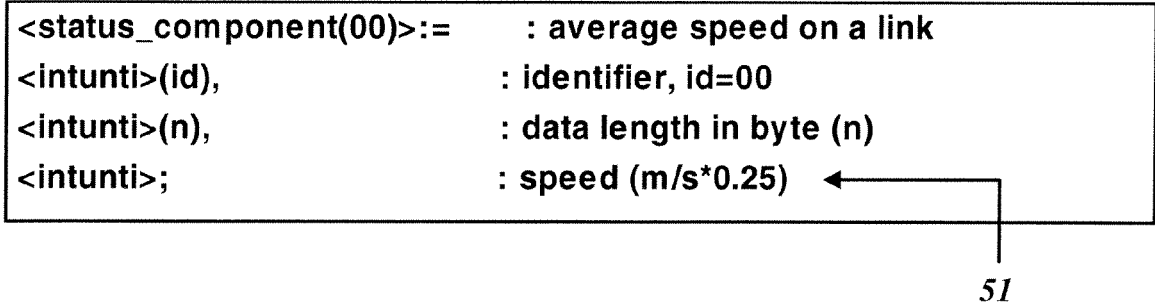 <status_component(00)>:= : average speed on a link
<intunti>(id), : identifier, id=00
<intunti>(n), : data length in byte (n)
<intunti>; : speed (m/s*0.25)
51